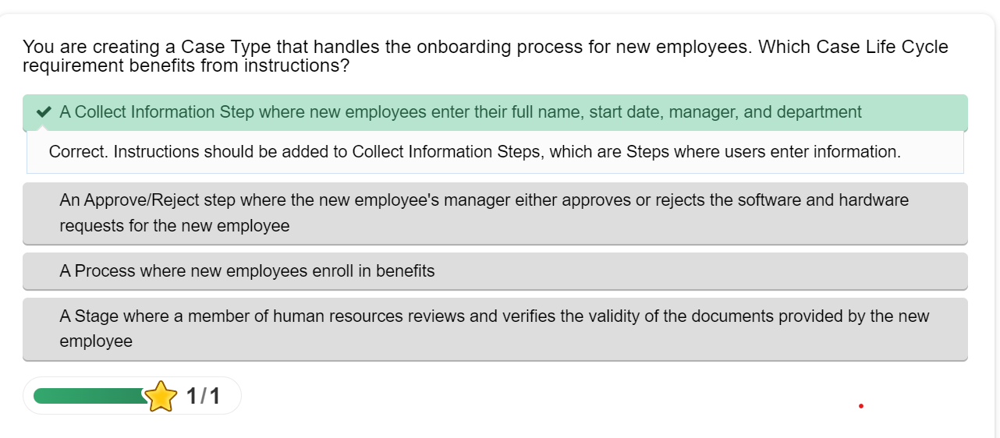 You are creating a Case Type that handles the onboarding process for new employees. Which Case Life Cycle
requirement benefits from instructions?
A Collect Information Step where new employees enter their full name, start date, manager, and department
Correct. Instructions should be added to Collect Information Steps, which are Steps where users enter information.
An Approve/Reject step where the new employee's manager either approves or rejects the software and hardware
requests for the new employee
A Process where new employees enroll in benefits
A Stage where a member of human resources reviews and verifies the validity of the documents provided by the new
employee
1/1